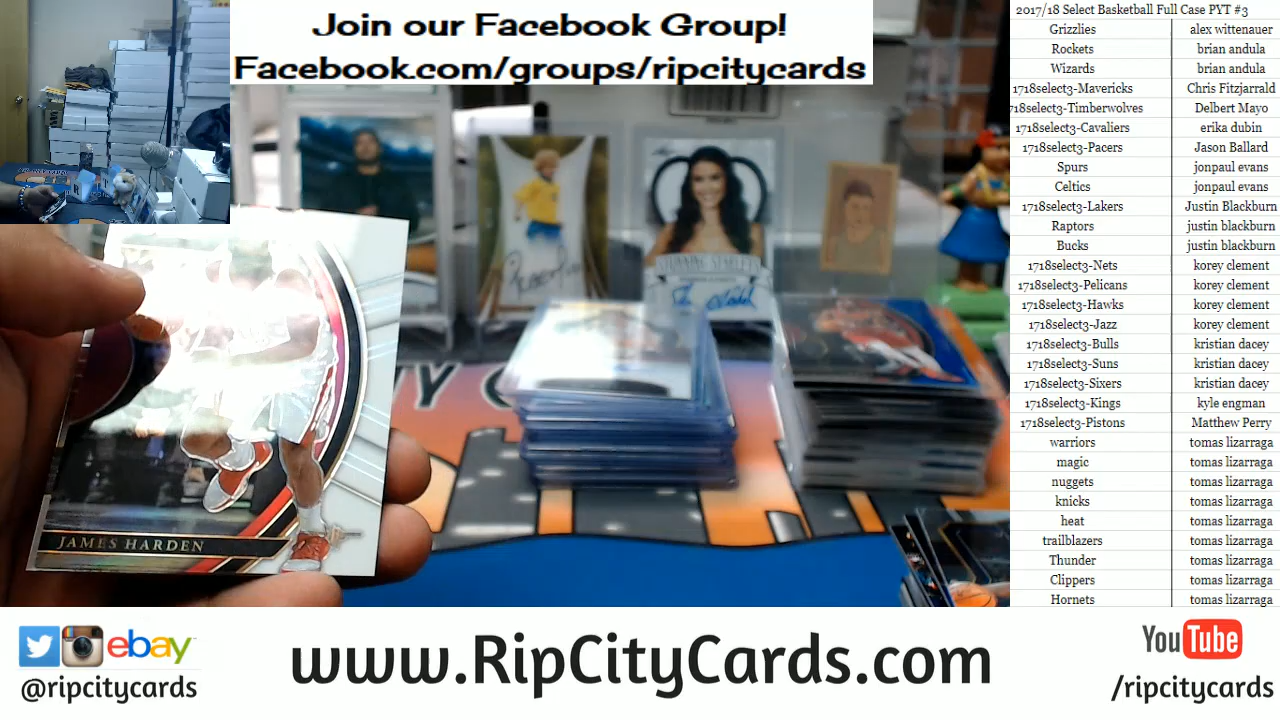 Join our Facebook Group!
Facebook.com/groups/ripcitycards
2017/18 Select Basketball Full Case PYT #3
Grizzlies alex wittenauer
Rockets brian andula
Wizards brian andula
1718select3-Mavericks Chris Fitzjarrald
718select3-Timberwolves Delbert Mayo
1718select3-Cavaliers erika dubin
1718select3-Pacers Jason Ballard
Spurs jonpaul evans
Celtics jonpaul evans
1718select3-Lakers Justin Blackburn
Raptors justin blackburn
Bucks justin blackburn
1718select3-Nets korey clement
1718select3-Pelicans korey clement
1718select3-Hawks korey clement
1718select3-Jazz korey clement
1718select3-Bulls kristian dacey
1718select3-Suns kristian dacey
1718select3-Sixers kristian dacey
1718select3-Kings kyle engman
1718select3-Pistons Matthew Perry
warriors tomas lizarraga
magic tomas lizarraga
nuggets tomas lizarraga
knicks tomas lizarraga
heat tomas lizarraga
trailblazers tomas lizarraga
Thunder tomas lizarraga
Clippers tomas lizarraga
Hornets tomas lizarraga
JAMES HARDEN
ebay
@ripcitycards
www.RipCityCards.com
YouTube
/ripcitycards